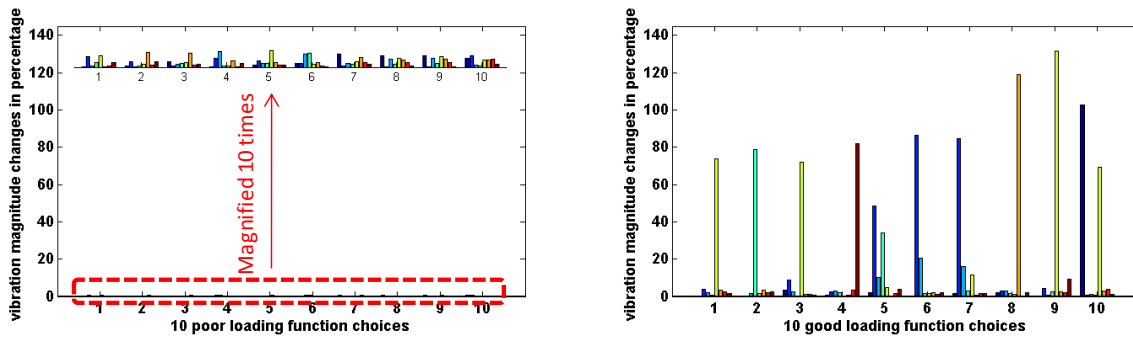 vibration magnitude changes in percentage
140
120
100
80
60
40
20
0
1 2 3 4 5 6 7 8 9 10
Magnified 10 times
1 2 3 4 5 6 7 8 9 10
10 poor loading function choices
vibration magnitude changes in percentage
140
120
100
80
60
40
20
0
1 2 3 4 5 6 7 8 9 10
10 good loading function choices